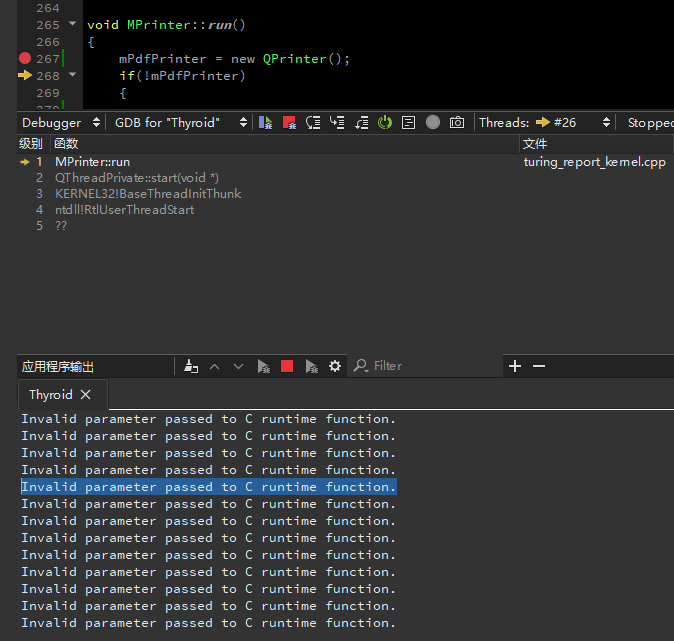 264
265 void MPrinter::run()
266 {
267 mPdfPrinter = new QPrinter();
268 if(!mPdfPrinter)
269 {
270
Debugger GDB for "Thyroid" Threads: #26 Stopped
级别 函数 文件
1 MPrinter::run turing_report_kernel.cpp
2 QThreadPrivate::start(void *)
3 KERNEL32!BaseThreadInitThunk
4 ntdll!RtlUserThreadStart
5 ??
应用程序输出 Filter
Thyroid
Invalid parameter passed to C runtime function.
Invalid parameter passed to C runtime function.
Invalid parameter passed to C runtime function.
Invalid parameter passed to C runtime function.
Invalid parameter passed to C runtime function.
Invalid parameter passed to C runtime function.
Invalid parameter passed to C runtime function.
Invalid parameter passed to C runtime function.
Invalid parameter passed to C runtime function.
Invalid parameter passed to C runtime function.
Invalid parameter passed to C runtime function.
Invalid parameter passed to C runtime function.
Invalid parameter passed to C runtime function.